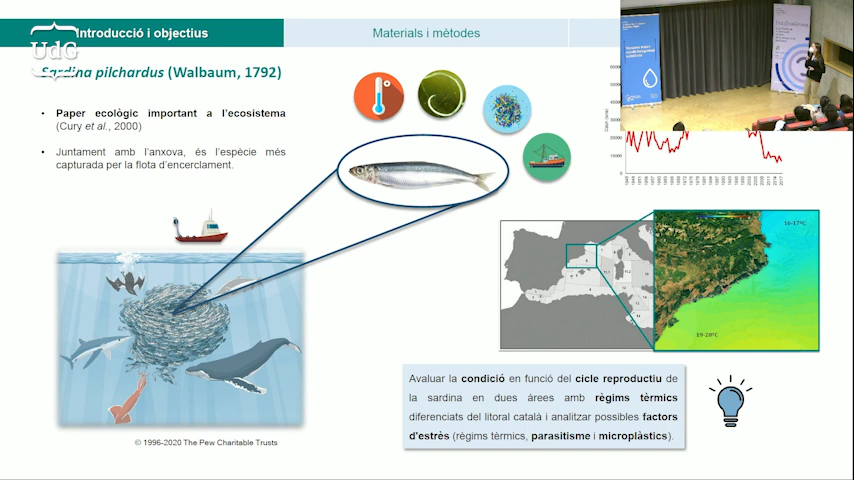 Introducció i objectius
Materials i mètodes
UdG
Sardina pilchardus (Walbaum, 1792)
• Paper ecològic important a l'ecosistema
(Cury et al., 2000)
• Juntament amb l'anxova, és l'espècie més
capturada per la flota d'encerclament.
16-17ºC
19-20ºC
Avaluar la condició en funció del cicle reproductiu de
la sardina en dues àrees amb règims tèrmics
diferenciats del litoral català i analitzar possibles factors
d'estrès (règims tèrmics, parasitisme i microplàstics).
© 1996-2020 The Pew Charitable Trusts